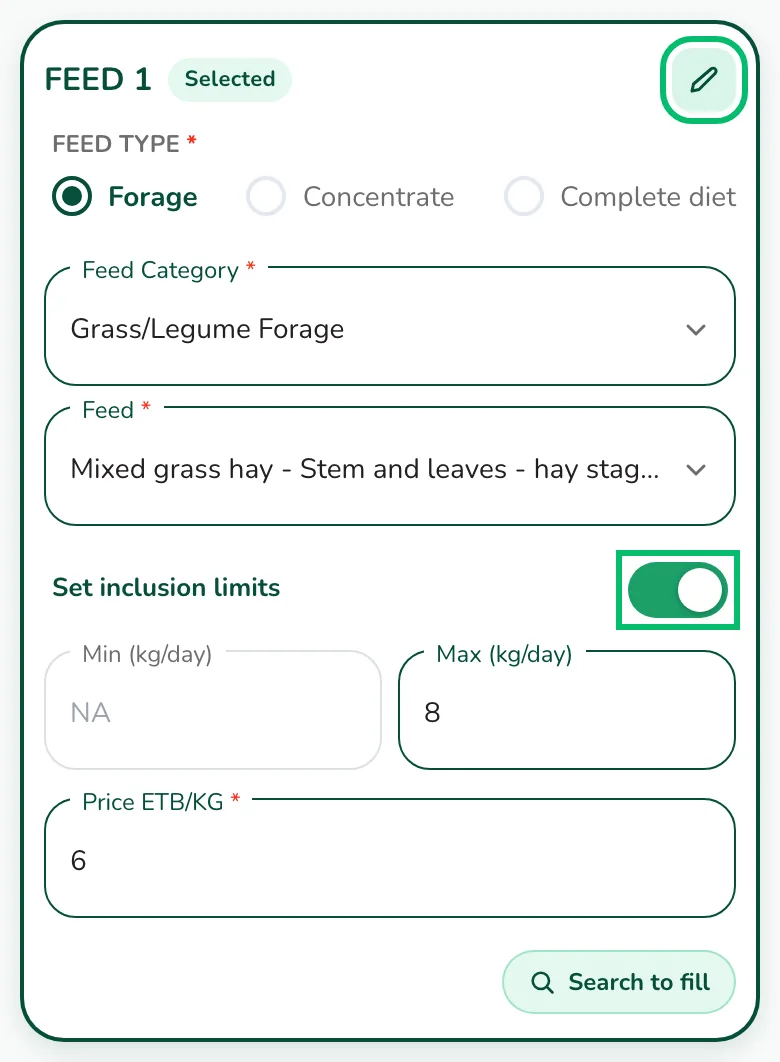 FEED 1 Selected
FEED TYPE *
Forage Concentrate Complete diet
Feed Category *
Grass/Legume Forage
Feed *
Mixed grass hay - Stem and leaves - hay stag...
Set inclusion limits
Min (kg/day) Max (kg/day)
NA 8
Price ETB/KG *
6
Search to fill